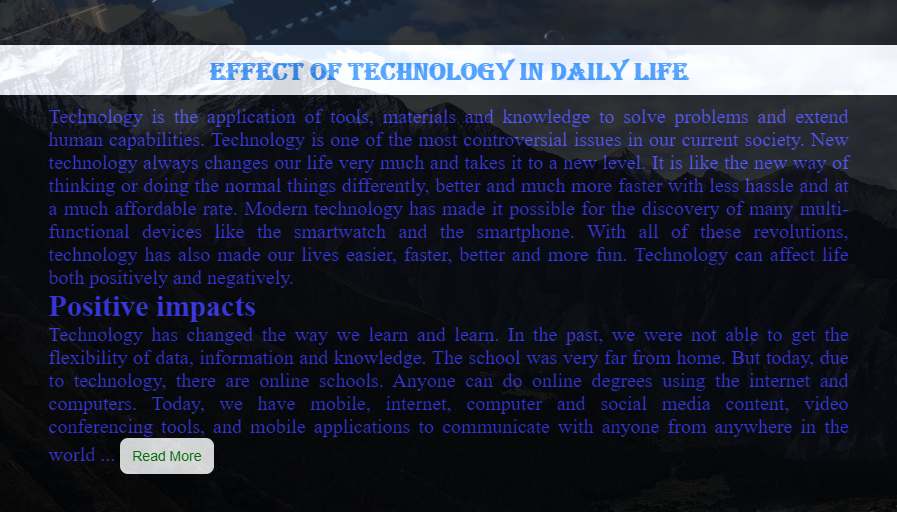 EFFECT OF TECHNOLOGY IN DAILY LIFE
Technology is the application of tools, materials and knowledge to solve problems and extend
human capabilities. Technology is one of the most controversial issues in our current society. New
technology always changes our life very much and takes it to a new level. It is like the new way of
thinking or doing the normal things differently, better and much more faster with less hassle and at
a much affordable rate. Modern technology has made it possible for the discovery of many multi-
functional devices like the smartwatch and the smartphone. With all of these revolutions,
technology has also made our lives easier, faster, better and more fun. Technology can affect life
both positively and negatively.
Positive impacts
Technology has changed the way we learn and learn. In the past, we were not able to get the
flexibility of data, information and knowledge. The school was very far from home. But today, due
to technology, there are online schools. Anyone can do online degrees using the internet and
computers. Today, we have mobile, internet, computer and social media content, video
conferencing tools, and mobile applications to communicate with anyone from anywhere in the
world ... Read More